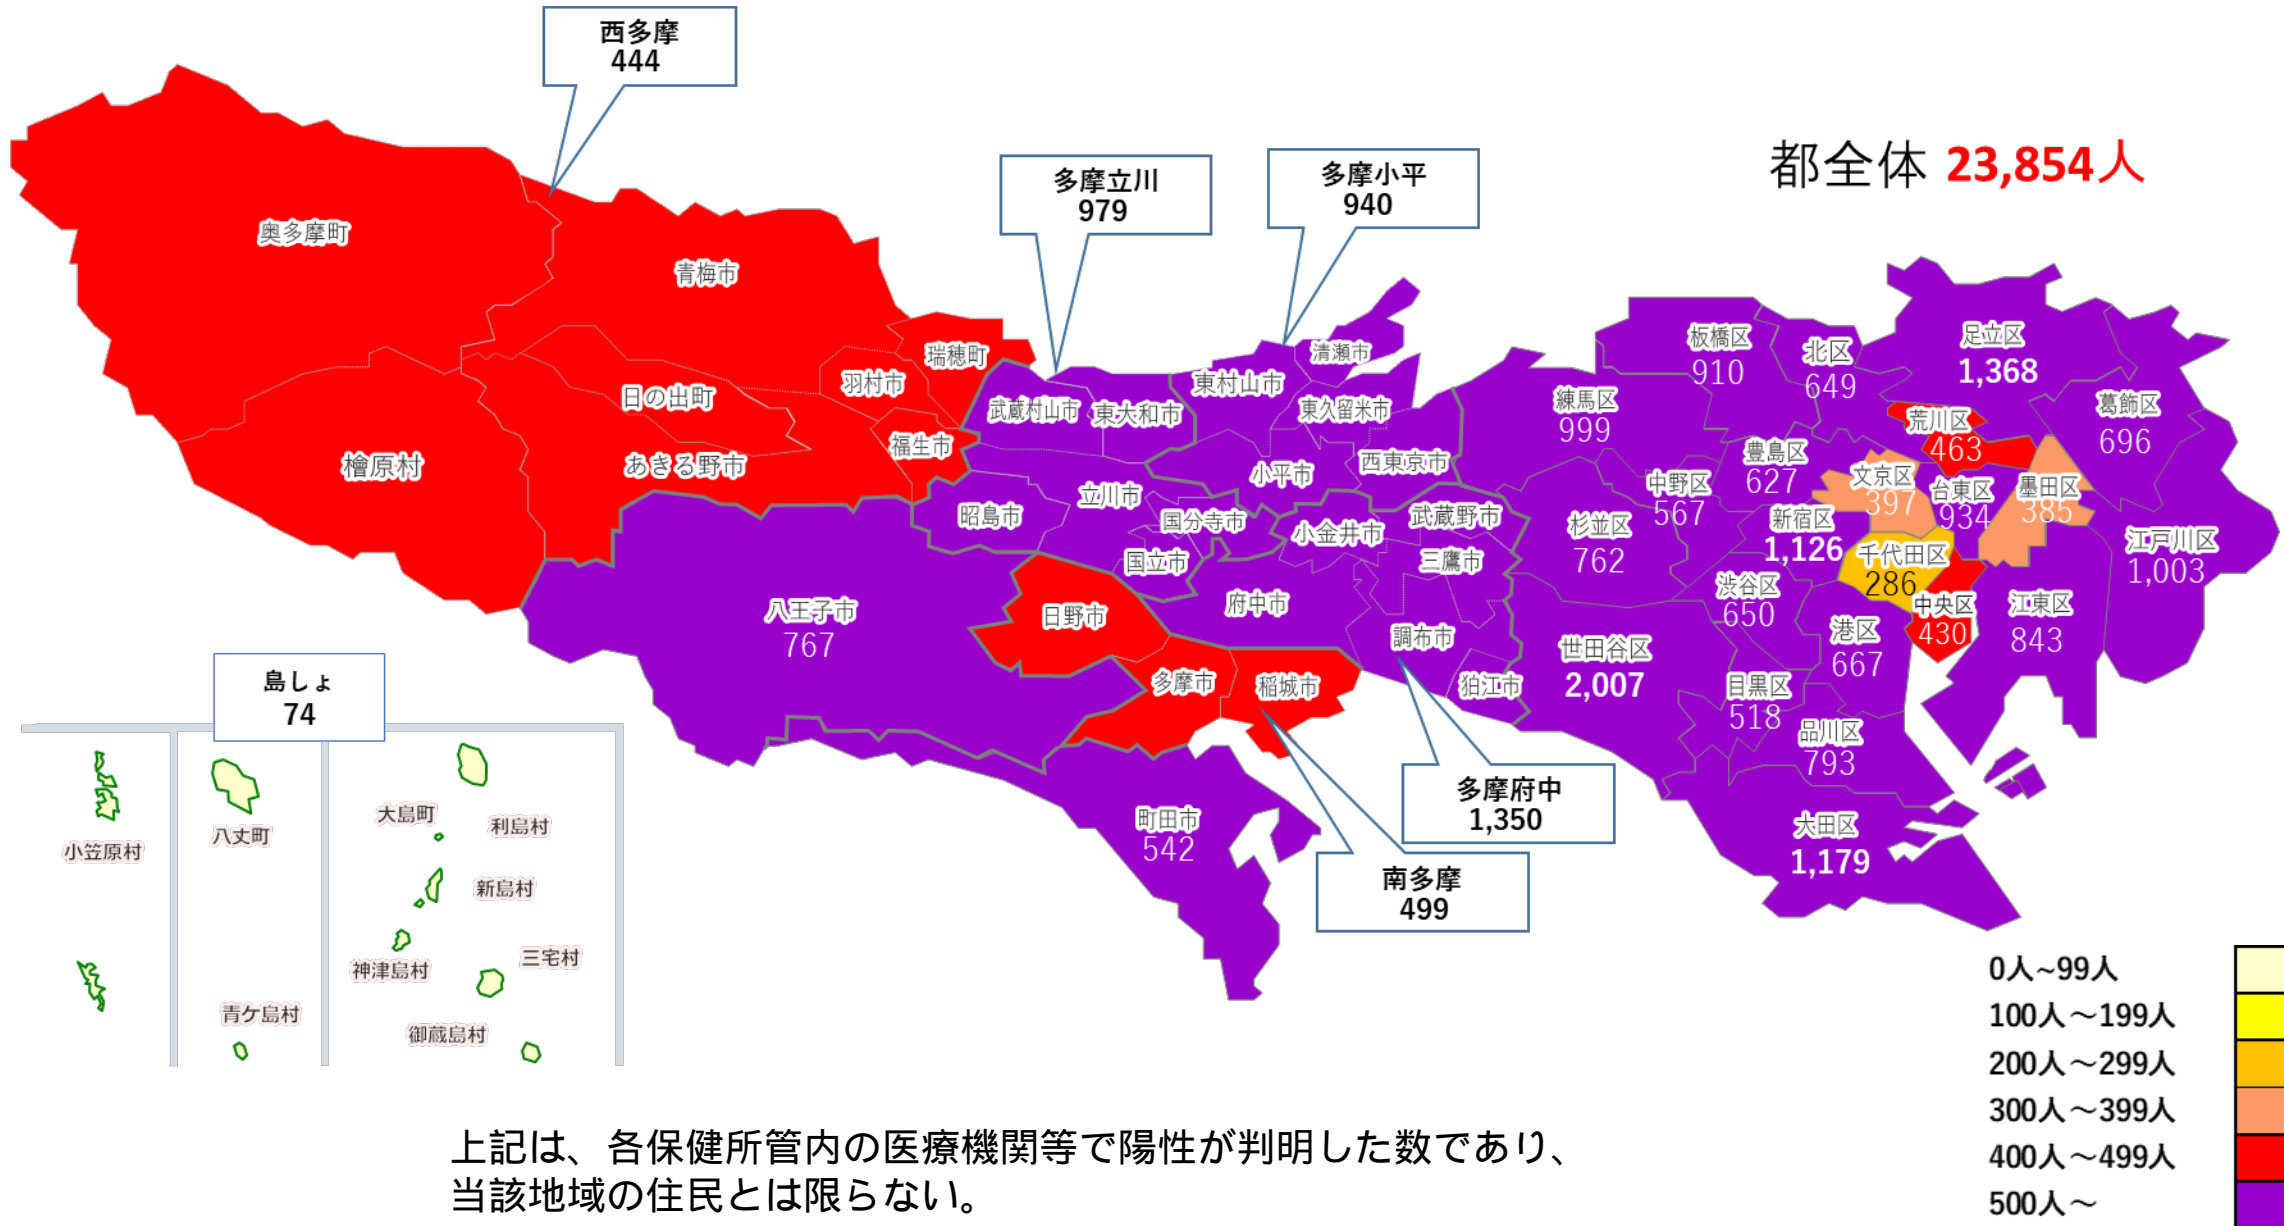 西多摩
444
多摩立川
979
多摩小平
940
都全体 23,854人
奥多摩町
青梅市
瑞穂町
羽村市
日の出町
福生市
あきる野市
檜原村
武蔵村山市
東大和市
東村山市
清瀬市
東久留米市
小平市
西東京市
昭島市
立川市
国分寺市
国立市
小金井市
武蔵野市
三鷹市
府中市
調布市
狛江市
八王子市
767
日野市
多摩市
稲城市
町田市
542
多摩府中
1,350
南多摩
499
板橋区
910
北区
649
足立区
1,368
葛飾区
696
練馬区
999
荒川区
463
豊島区
627
文京区
397
台東区
934
墨田区
385
中野区
567
杉並区
762
新宿区
1,126
千代田区
286
江戸川区
1,003
渋谷区
650
中央区
430
江東区
843
港区
667
世田谷区
2,007
目黒区
518
品川区
793
大田区
1,179
島しょ
74
小笠原村
八丈町
青ケ島村
大島町
利島村
新島村
神津島村
三宅村
御蔵島村
0人~99人
100人～199人
200人～299人
300人～399人
400人～499人
500人～
上記は、各保健所管内の医療機関等で陽性が判明した数であり、
当該地域の住民とは限らない。